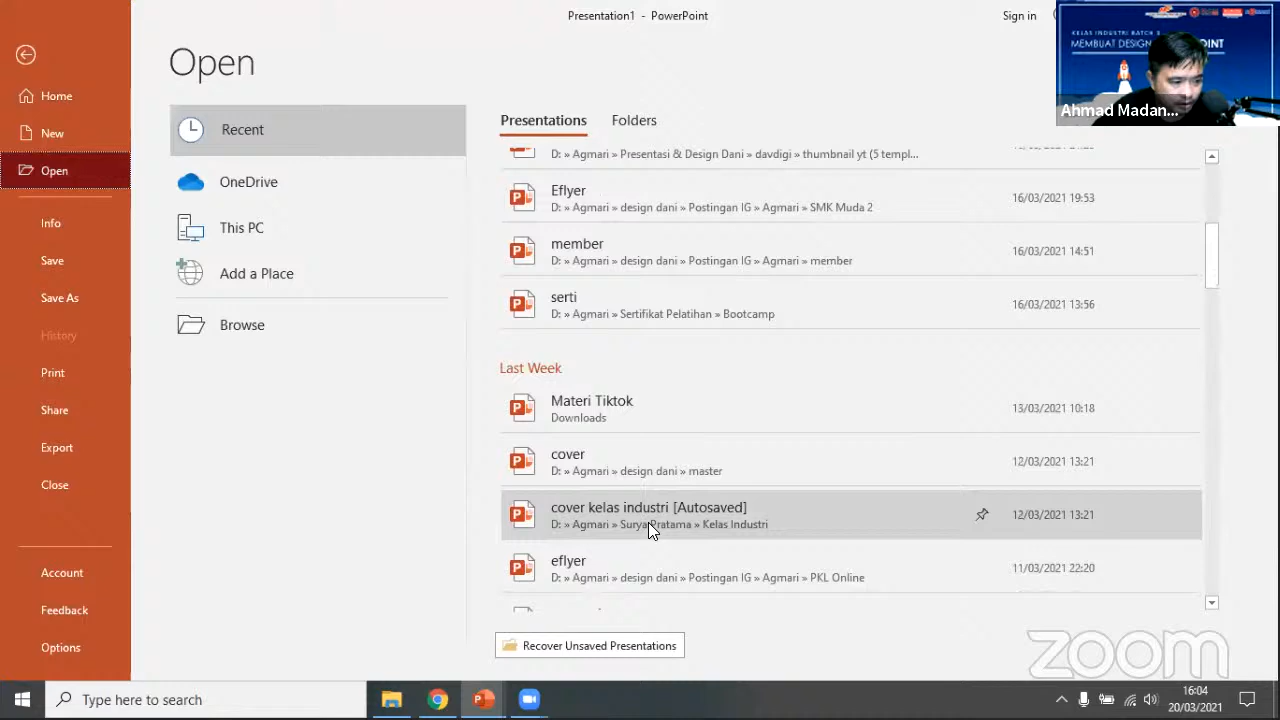 Presentation1 - PowerPoint
Sign in
KELAS INDUSTRI BATCH
MEMBUAT DESIGN
Ahmad Madan...
Open
Home
New
Open
Info
Save
Save As
History
Print
Share
Export
Close
Account
Feedback
Options
Recent
OneDrive
This PC
Add a Place
Browse
Presentations
Folders
D: » Agmari » Presentasi & Design Dani » davdigi » thumbnail yt (5 templ...
Eflyer
16/03/2021 19:53
D: » Agmari » design dani » Postingan IG » Agmari » SMK Muda 2
member
16/03/2021 14:51
D: » Agmari » design dani » Postingan IG » Agmari » member
serti
16/03/2021 13:56
D: » Agmari » Sertifikat Pelatihan » Bootcamp
Last Week
Materi Tiktok
13/03/2021 10:18
Downloads
cover
12/03/2021 13:21
D: » Agmari » design dani » master
cover kelas industri [Autosaved]
12/03/2021 13:21
D: » Agmari » Surya Pratama » Kelas Industri
eflyer
11/03/2021 22:20
D: » Agmari » design dani » Postingan IG » Agmari » PKL Online
Recover Unsaved Presentations
zoom
Type here to search
16:04
20/03/2021